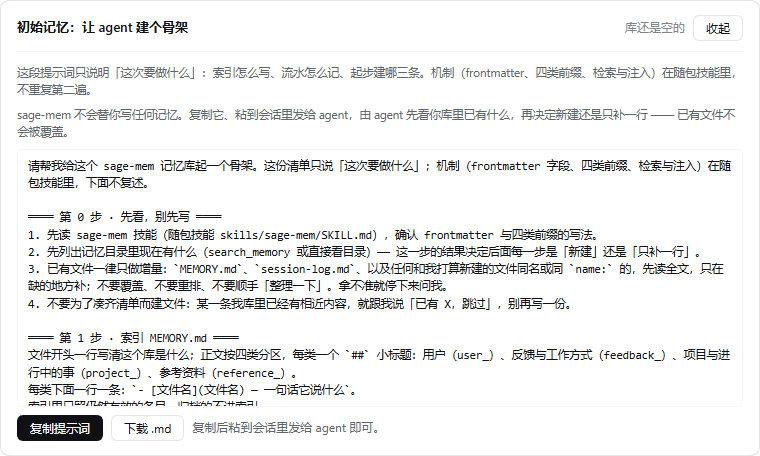 初始记忆：让 agent 建个骨架
库还是空的
收起
这段提示词只说明「这次要做什么」：索引怎么写、流水怎么记、起步建哪三条。机制（frontmatter、四类前缀、检索与注入）在随包技能里，
不重复第二遍。
sage-mem 不会替你写任何记忆。复制它、粘到会话里发给 agent，由 agent 先看你库里已有什么，再决定新建还是只补一行 —— 已有文件不
会被覆盖。
请帮我给这个 sage-mem 记忆库起一个骨架。这份清单只说「这次要做什么」；机制（frontmatter 字段、四类前缀、检索与注入）在随
包技能里，下面不复述。
════ 第 0 步 · 先看，别先写 ════
1. 先读 sage-mem 技能（随包技能 skills/sage-mem/SKILL.md），确认 frontmatter 与四类前缀的写法。
2. 先列出记忆目录里现在有什么（search_memory 或直接看目录）—— 这一步的结果决定后面每一步是「新建」还是「只补一行」。
3. 已有文件一律只做增量：`MEMORY.md`、`session-log.md`、以及任何和我打算新建的文件同名或同 `name:` 的，先读全文，只在
缺的地方补；不要覆盖、不要重排、不要顺手「整理一下」。拿不准就停下来问我。
4. 不要为了凑齐清单而建文件：某一条我库里已经有相近内容，就跟我说「已有 X，跳过」，别再写一份。
════ 第 1 步 · 索引 MEMORY.md ════
文件开头一行写清这个库是什么；正文按四类分区，每类一个 `##` 小标题：用户（user_）、反馈与工作方式（feedback_）、项目与进
行中的事（project_）、参考资料（reference_）。
每类下面一行一条：`- [文件名](文件名) — 一句话它说什么`。
复制提示词
下载 .md
复制后粘到会话里发给 agent 即可。